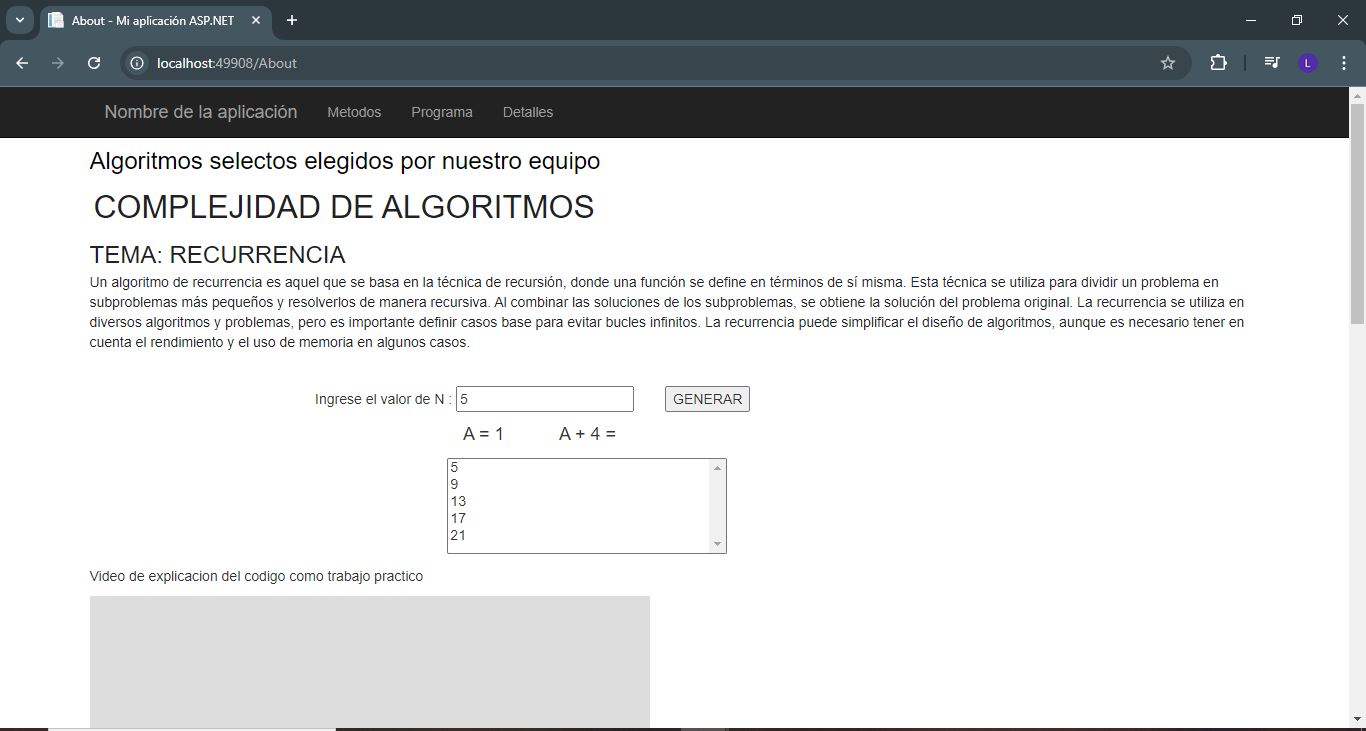 About - Mi aplicación ASP.NET
localhost:49908/About
L
Nombre de la aplicación Metodos Programa Detalles
Algoritmos selectos elegidos por nuestro equipo
COMPLEJIDAD DE ALGORITMOS
TEMA: RECURRENCIA
Un algoritmo de recurrencia es aquel que se basa en la técnica de recursión, donde una función se define en términos de sí misma. Esta técnica se utiliza para dividir un problema en
subproblemas más pequeños y resolverlos de manera recursiva. Al combinar las soluciones de los subproblemas, se obtiene la solución del problema original. La recurrencia se utiliza en
diversos algoritmos y problemas, pero es importante definir casos base para evitar bucles infinitos. La recurrencia puede simplificar el diseño de algoritmos, aunque es necesario tener en
cuenta el rendimiento y el uso de memoria en algunos casos.
Ingrese el valor de N : 5 GENERAR
A = 1 A + 4 =
5
9
13
17
21
Video de explicacion del codigo como trabajo practico